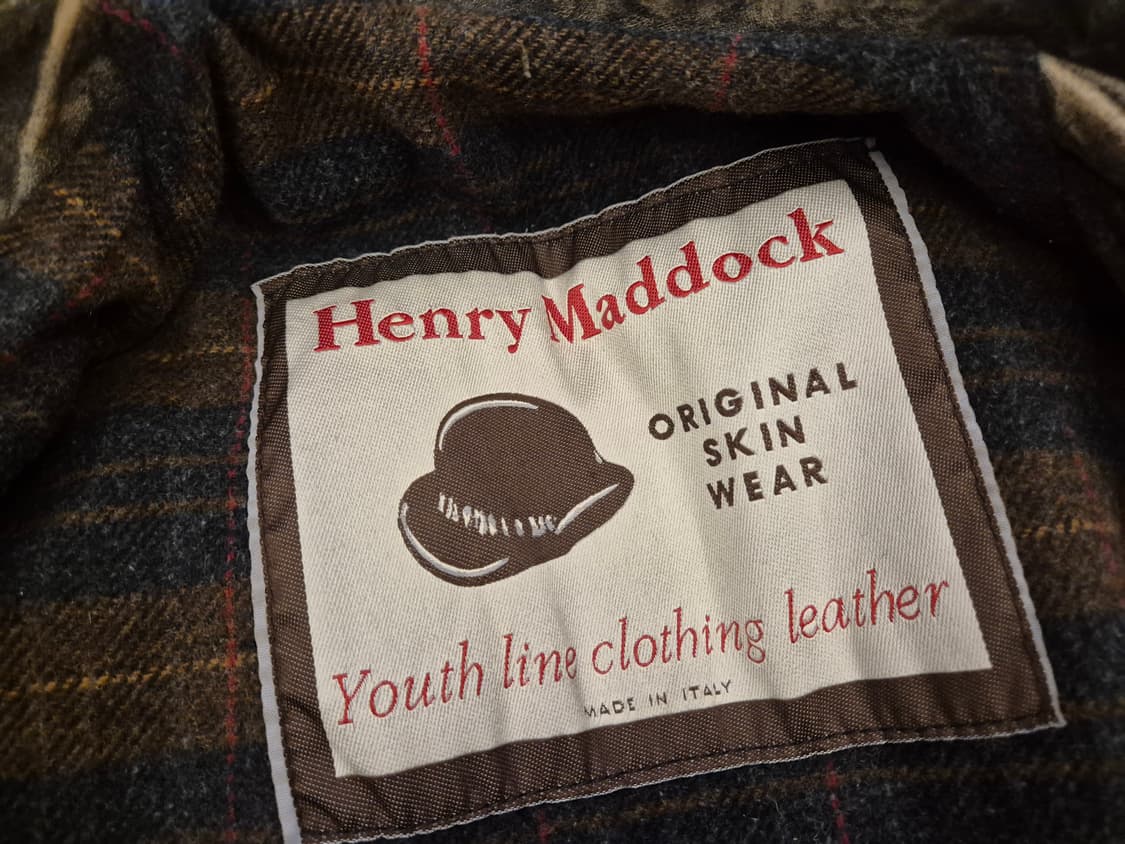 Henry Maddock
ORIGINAL
SKIN
WEAR
Youth line clothing leather
MADE IN ITALY